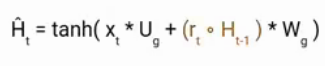 Ĥt = tanh( xt * Ug + (rt ∘ Ht-1 ) * Wg )